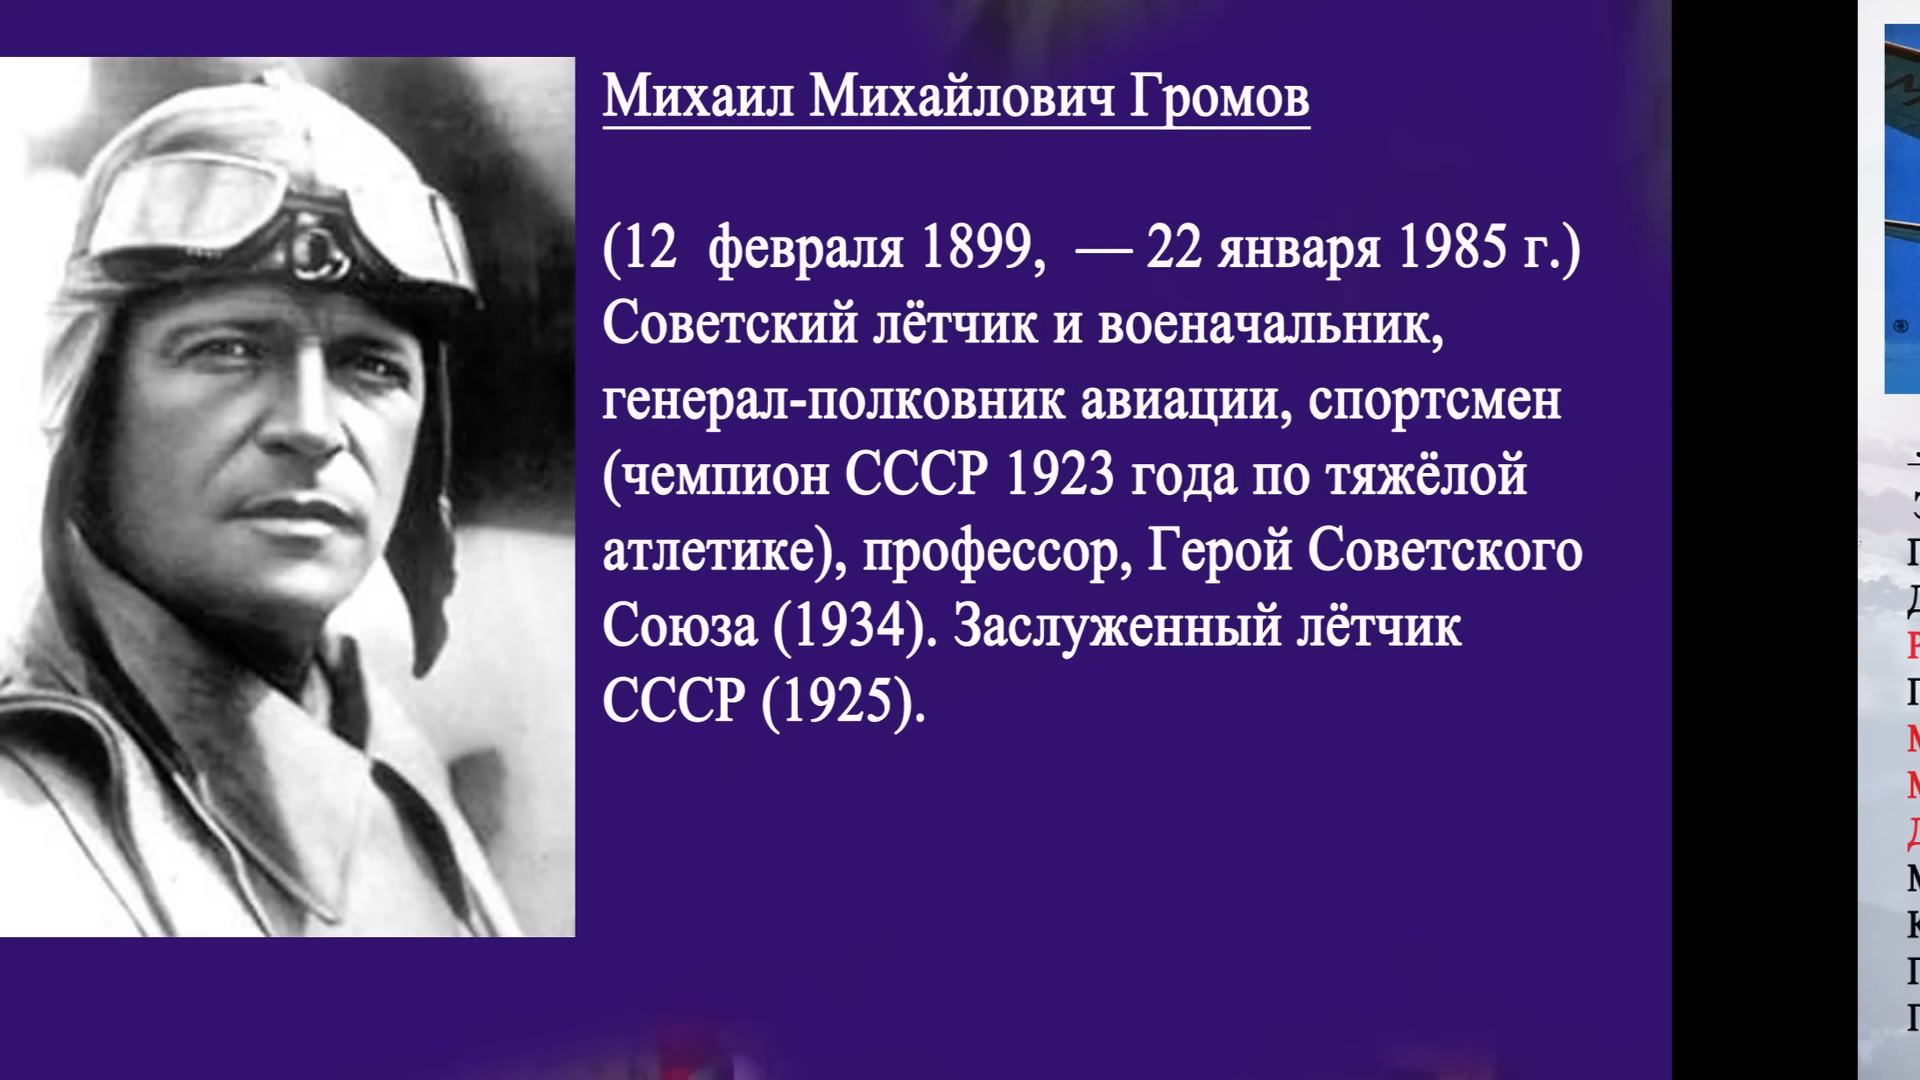 Михаил Михайлович Громов
(12 февраля 1899, — 22 января 1985 г.)
Советский лётчик и военачальник,
генерал-полковник авиации, спортсмен
(чемпион СССР 1923 года по тяжёлой
атлетике), профессор, Герой Советского
Союза (1934). Заслуженный лётчик
СССР (1925).